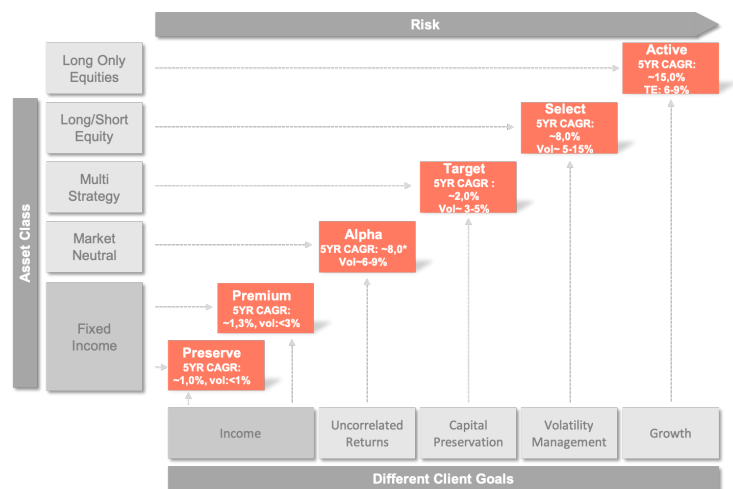 Risk
Long Only
Equities
Active
5YR CAGR:
~15,0%
TE: 6-9%
Long/Short
Equity
Select
5YR CAGR:
~8,0%
Vol~ 5-15%
Multi
Strategy
Target
5YR CAGR :
~2,0%
Vol~ 3-5%
Market
Neutral
Alpha
5YR CAGR: ~8,0*
Vol~6-9%
Asset Class
Fixed
Income
Premium
5YR CAGR:
~1,3%, vol:<3%
Preserve
5YR CAGR:
~1,0%, vol:<1%
Income
Uncorrelated
Returns
Capital
Preservation
Volatility
Management
Growth
Different Client Goals